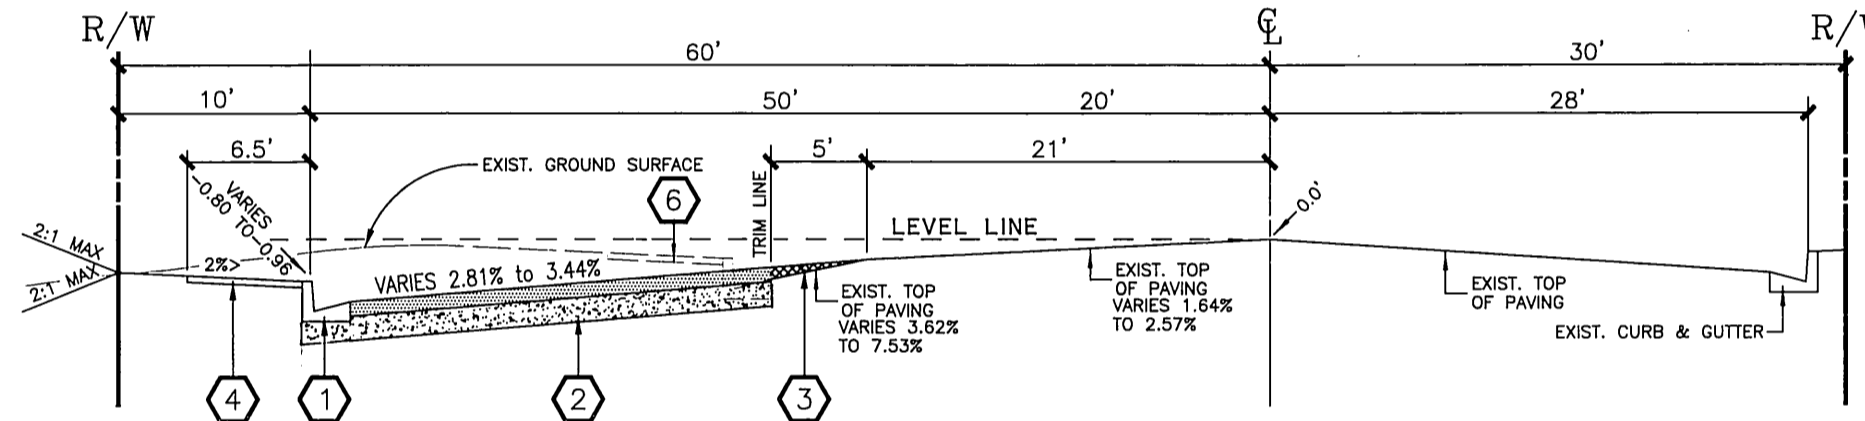 R/W
℄
R/W
60'
30'
10'
50'
20'
28'
6.5'
5'
21'
EXIST. GROUND SURFACE
6
TRIM LINE
VARIES
-0.80 TO -0.96
LEVEL LINE
0.0'
2:1 MAX
2:1 MAX
2%>
VARIES 2.81% to 3.44%
EXIST. TOP
OF PAVING
VARIES 3.62%
TO 7.53%
EXIST. TOP
OF PAVING
VARIES 1.64%
TO 2.57%
EXIST. TOP
OF PAVING
EXIST. CURB & GUTTER
4
1
2
3